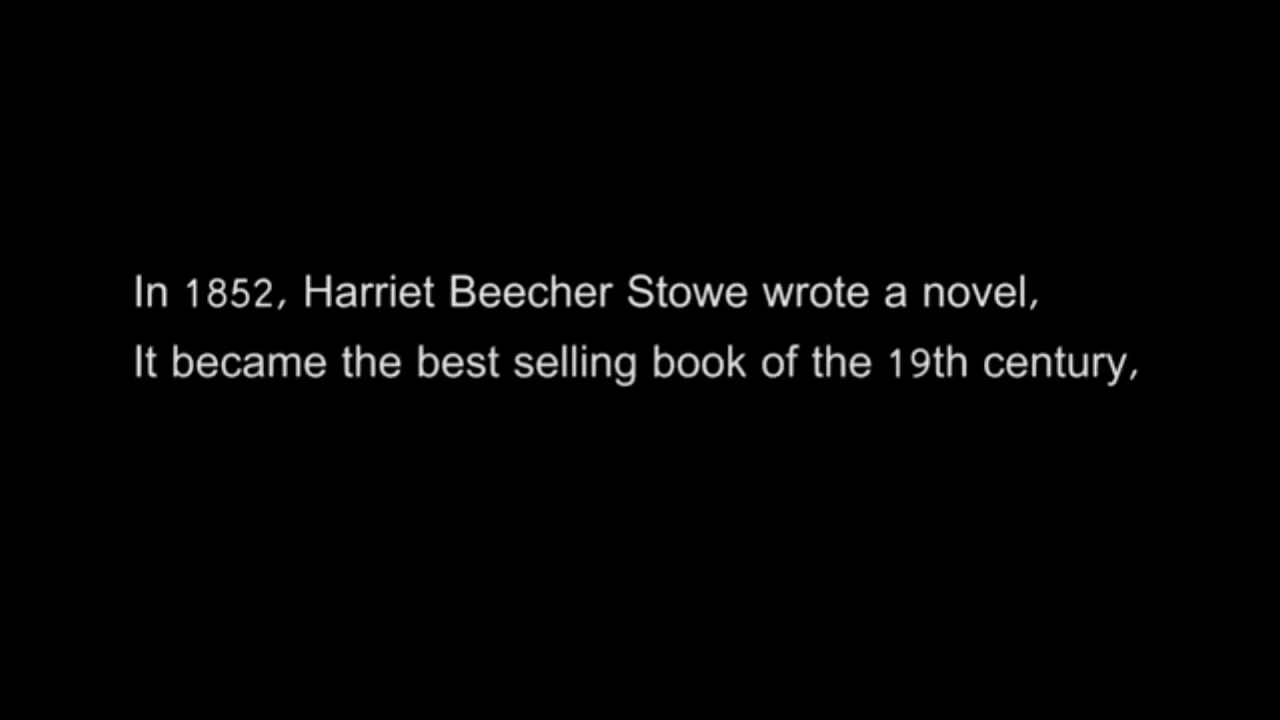 In 1852, Harriet Beecher Stowe wrote a novel,
It became the best selling book of the 19th century,